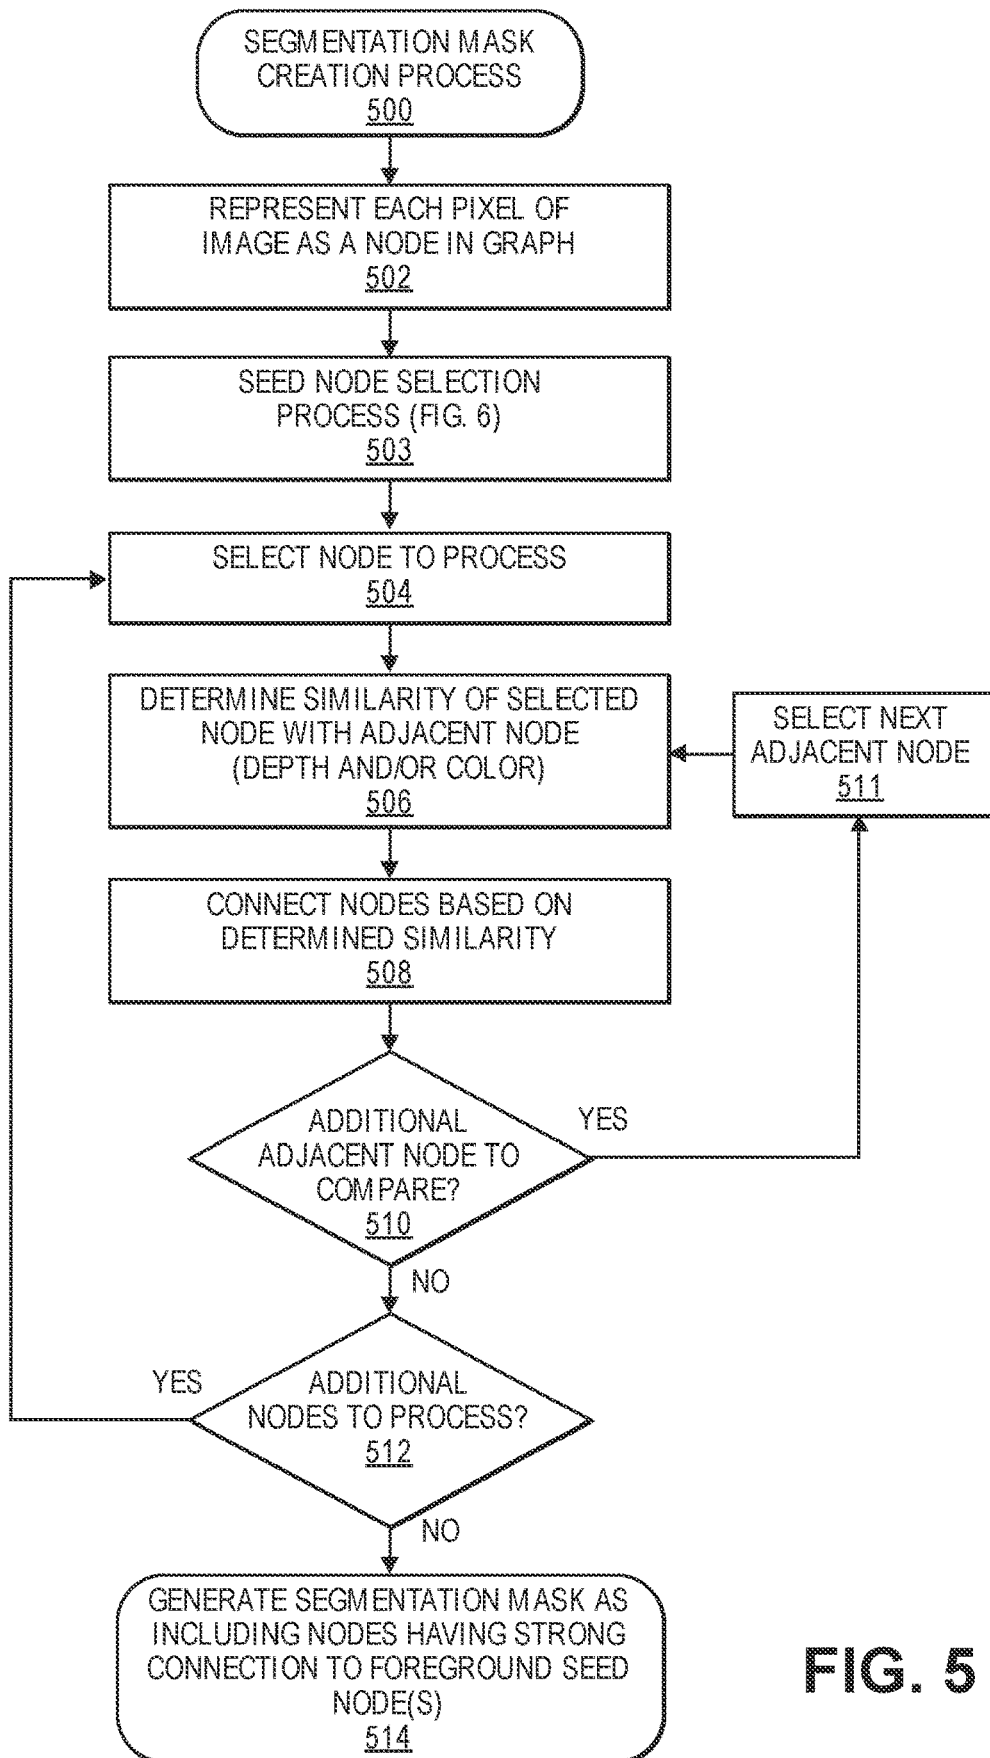 SEGMENTATION MASK
CREATION PROCESS
500
REPRESENT EACH PIXEL OF
IMAGE AS A NODE IN GRAPH
502
SEED NODE SELECTION
PROCESS (FIG. 6)
503
SELECT NODE TO PROCESS
504
DETERMINE SIMILARITY OF SELECTED
NODE WITH ADJACENT NODE
(DEPTH AND/OR COLOR)
506
SELECT NEXT
ADJACENT NODE
511
CONNECT NODES BASED ON
DETERMINED SIMILARITY
508
ADDITIONAL
ADJACENT NODE TO
COMPARE?
510
YES
NO
ADDITIONAL
NODES TO PROCESS?
512
YES
NO
GENERATE SEGMENTATION MASK AS
INCLUDING NODES HAVING STRONG
CONNECTION TO FOREGROUND SEED
NODE(S)
514
FIG. 5